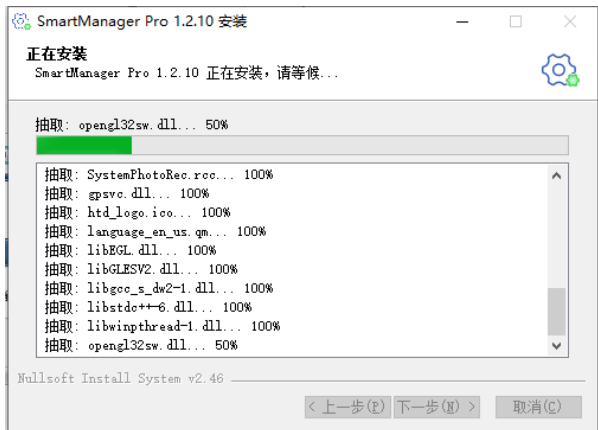 SmartManager Pro 1.2.10 安装
正在安装
SmartManager Pro 1.2.10 正在安装，请等候...
抽取: opengl32sw.dll... 50%
抽取: SystemPhotoRec.rcc... 100%
抽取: gpsvc.dll... 100%
抽取: htd_logo.ico... 100%
抽取: language_en_us.qm... 100%
抽取: libEGL.dll... 100%
抽取: libGLESV2.dll... 100%
抽取: libgcc_s_dw2-1.dll... 100%
抽取: libstdc++-6.dll... 100%
抽取: libwinpthread-1.dll... 100%
抽取: opengl32sw.dll... 50%
Nullsoft Install System v2.46
< 上一步(P) 下一步(N) > 取消(C)